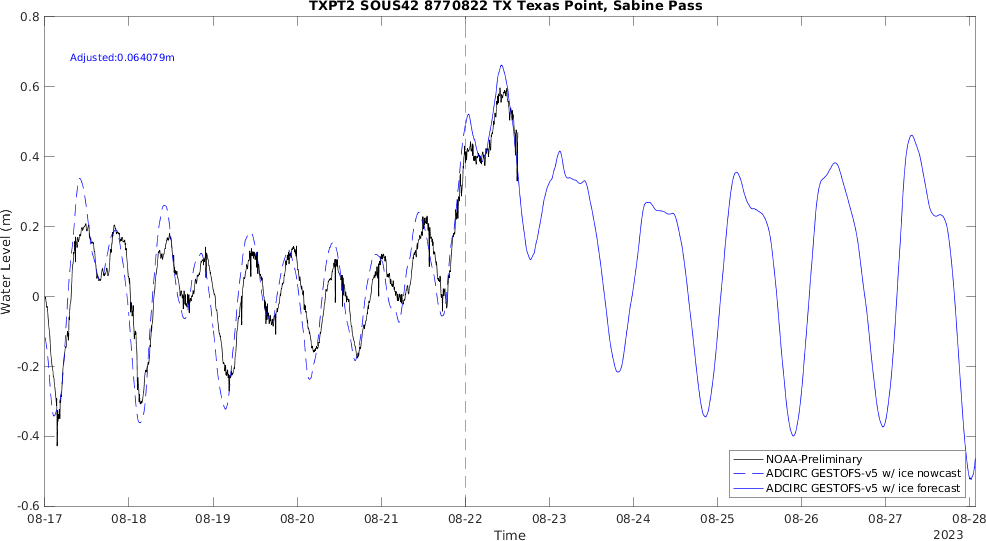 TXPT2 SOUS42 8770822 TX Texas Point, Sabine Pass
Adjusted:0.064079m
Water Level (m)
0.8
0.6
0.4
0.2
0
-0.2
-0.4
-0.6
NOAA-Preliminary
ADCIRC GESTOFS-v5 w/ ice nowcast
ADCIRC GESTOFS-v5 w/ ice forecast
08-17 08-18 08-19 08-20 08-21 08-22 08-23 08-24 08-25 08-26 08-27 08-28
Time
2023